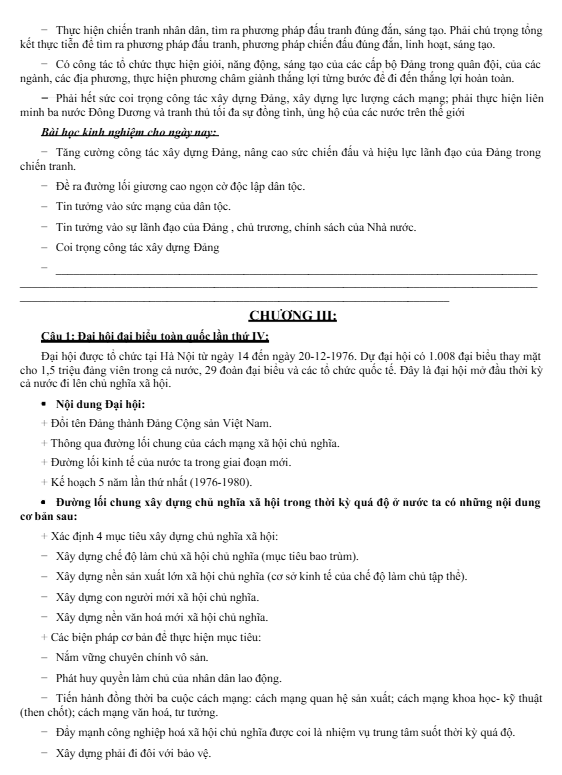 − Thực hiện chiến tranh nhân dân, tìm ra phương pháp đấu tranh đúng đắn, sáng tạo. Phải chú trọng tổng
kết thực tiễn để tìm ra phương pháp đấu tranh, phương pháp chiến đấu đúng đắn, linh hoạt, sáng tạo.
− Có công tác tổ chức thực hiện giỏi, năng động, sáng tạo của các cấp bộ Đảng trong quân đội, của các
ngành, các địa phương, thực hiện phương châm giành thắng lợi từng bước để đi đến thắng lợi hoàn toàn.
− Phải hết sức coi trọng công tác xây dựng Đảng, xây dựng lực lượng cách mạng; phải thực hiện liên
minh ba nước Đông Dương và tranh thủ tối đa sự đồng tình, ủng hộ của các nước trên thế giới
Bài học kinh nghiệm cho ngày nay:
− Tăng cường công tác xây dựng Đảng, nâng cao sức chiến đấu và hiệu lực lãnh đạo của Đảng trong
chiến tranh.
− Đề ra đường lối giương cao ngọn cờ độc lập dân tộc.
− Tin tưởng vào sức mạng của dân tộc.
− Tin tưởng vào sự lãnh đạo của Đảng , chủ trương, chính sách của Nhà nước.
− Coi trọng công tác xây dựng Đảng
−
CHƯƠNG III:
Câu 1: Đại hội đại biểu toàn quốc lần thứ IV:
Đại hội được tổ chức tại Hà Nội từ ngày 14 đến ngày 20-12-1976. Dự đại hội có 1.008 đại biểu thay mặt
cho 1,5 triệu đảng viên trong cả nước, 29 đoàn đại biểu và các tổ chức quốc tế. Đây là đại hội mở đầu thời kỳ
cả nước đi lên chủ nghĩa xã hội.
▪ Nội dung Đại hội:
+ Đổi tên Đảng thành Đảng Cộng sản Việt Nam.
+ Thông qua đường lối chung của cách mạng xã hội chủ nghĩa.
+ Đường lối kinh tế của nước ta trong giai đoạn mới.
+ Kế hoạch 5 năm lần thứ nhất (1976-1980).
• Đường lối chung xây dựng chủ nghĩa xã hội trong thời kỳ quá độ ở nước ta có những nội dung
cơ bản sau:
+ Xác định 4 mục tiêu xây dựng chủ nghĩa xã hội:
− Xây dựng chế độ làm chủ xã hội chủ nghĩa (mục tiêu bao trùm).
− Xây dựng nền sản xuất lớn xã hội chủ nghĩa (cơ sở kinh tế của chế độ làm chủ tập thể).
− Xây dựng con người mới xã hội chủ nghĩa.
− Xây dựng nền văn hoá mới xã hội chủ nghĩa.
+ Các biện pháp cơ bản để thực hiện mục tiêu:
− Nắm vững chuyên chính vô sản.
− Phát huy quyền làm chủ của nhân dân lao động.
− Tiến hành đồng thời ba cuộc cách mạng: cách mạng quan hệ sản xuất; cách mạng khoa học- kỹ thuật
(then chốt); cách mạng văn hoá, tư tưởng.
− Đẩy mạnh công nghiệp hoá xã hội chủ nghĩa được coi là nhiệm vụ trung tâm suốt thời kỳ quá độ.
− Xây dựng phải đi đôi với bảo vệ.